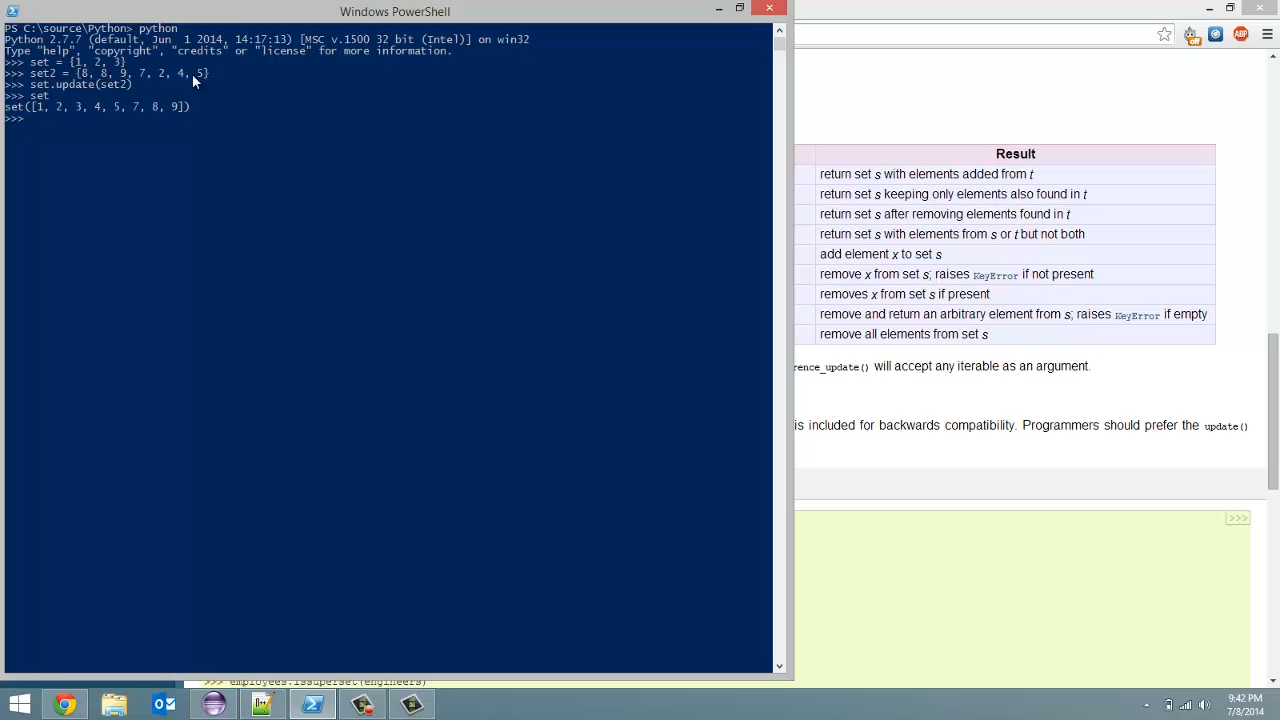 Windows PowerShell
PS C:\source\Python> python
Python 2.7.7 (default, Jun  1 2014, 14:17:13) [MSC v.1500 32 bit (Intel)] on win32
Type "help", "copyright", "credits" or "license" for more information.
>>> set = {1, 2, 3}
>>> set2 = {8, 8, 9, 7, 2, 4, 5}
>>> set.update(set2)
>>> set
set([1, 2, 3, 4, 5, 7, 8, 9])
>>>
off ABP
Result
return set s with elements added from t
return set s keeping only elements also found in t
return set s after removing elements found in t
return set s with elements from s or t but not both
add element x to set s
remove x from set s; raises KeyError if not present
removes x from set s if present
remove and return an arbitrary element from s; raises KeyError if empty
remove all elements from set s
rence_update() will accept any iterable as an argument.
is included for backwards compatibility. Programmers should prefer the update()
>>>
>>> employees.issuperset(engineers)
9:42 PM
7/8/2014